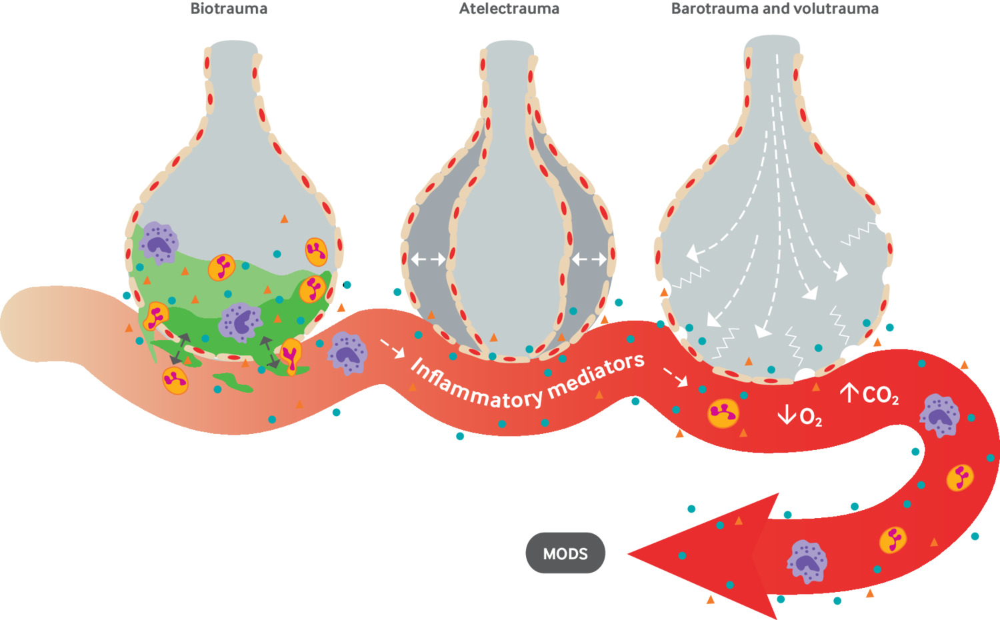 Biotrauma
Atelectrauma
Barotrauma and volutrauma
Inflammatory mediators
↓O₂
↑CO₂
MODS